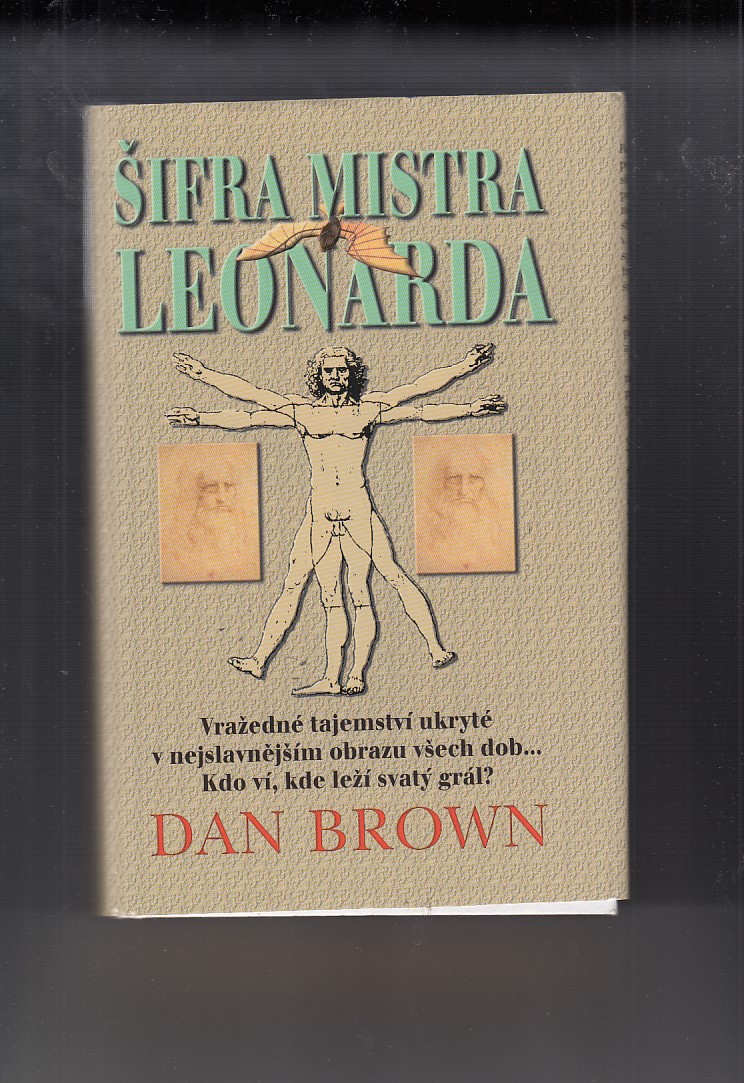 ŠIFRA MISTRA
LEONARDA
Vražedné tajemství ukryté
v nejslavnějším obrazu všech dob...
Kdo ví, kde leží svatý grál?
DAN BROWN